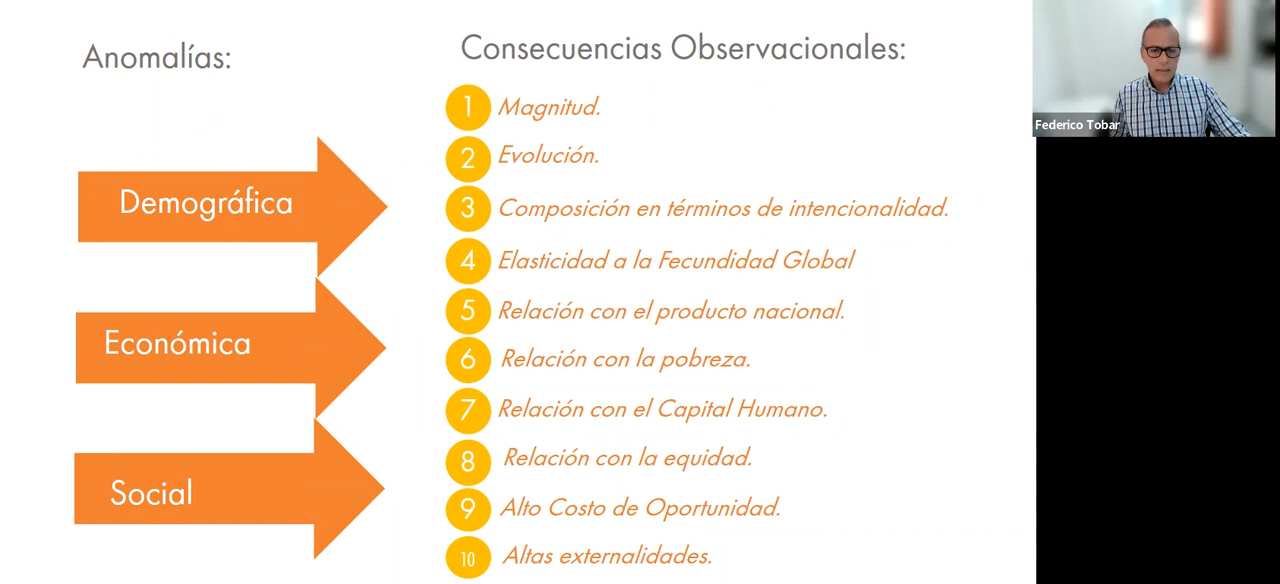 Anomalías:
Demográfica
Económica
Social
Consecuencias Observacionales:
1 Magnitud.
2 Evolución.
3 Composición en términos de intencionalidad.
4 Elasticidad a la Fecundidad Global
5 Relación con el producto nacional.
6 Relación con la pobreza.
7 Relación con el Capital Humano.
8 Relación con la equidad.
9 Alto Costo de Oportunidad.
10 Altas externalidades.
Federico Tobar